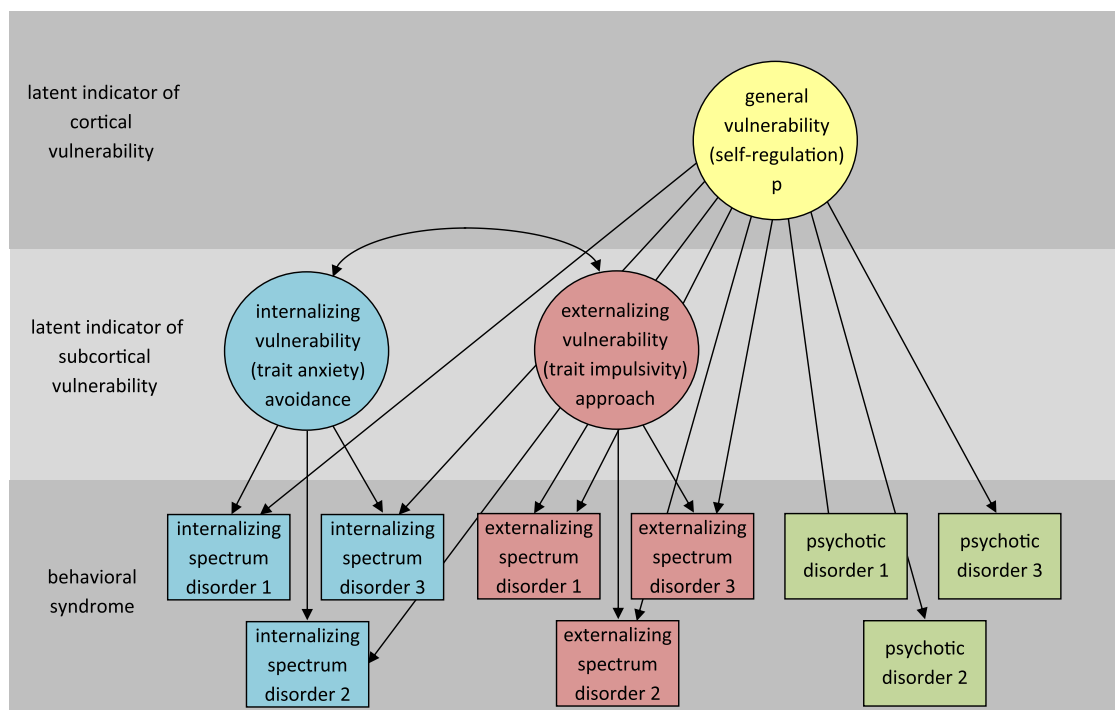 latent indicator of
cortical
vulnerability
general
vulnerability
(self-regulation)
p
latent indicator of
subcortical
vulnerability
internalizing
vulnerability
(trait anxiety)
avoidance
externalizing
vulnerability
(trait impulsivity)
approach
behavioral
syndrome
internalizing
spectrum
disorder 1
internalizing
spectrum
disorder 3
externalizing
spectrum
disorder 1
externalizing
spectrum
disorder 3
psychotic
disorder 1
psychotic
disorder 3
internalizing
spectrum
disorder 2
externalizing
spectrum
disorder 2
psychotic
disorder 2